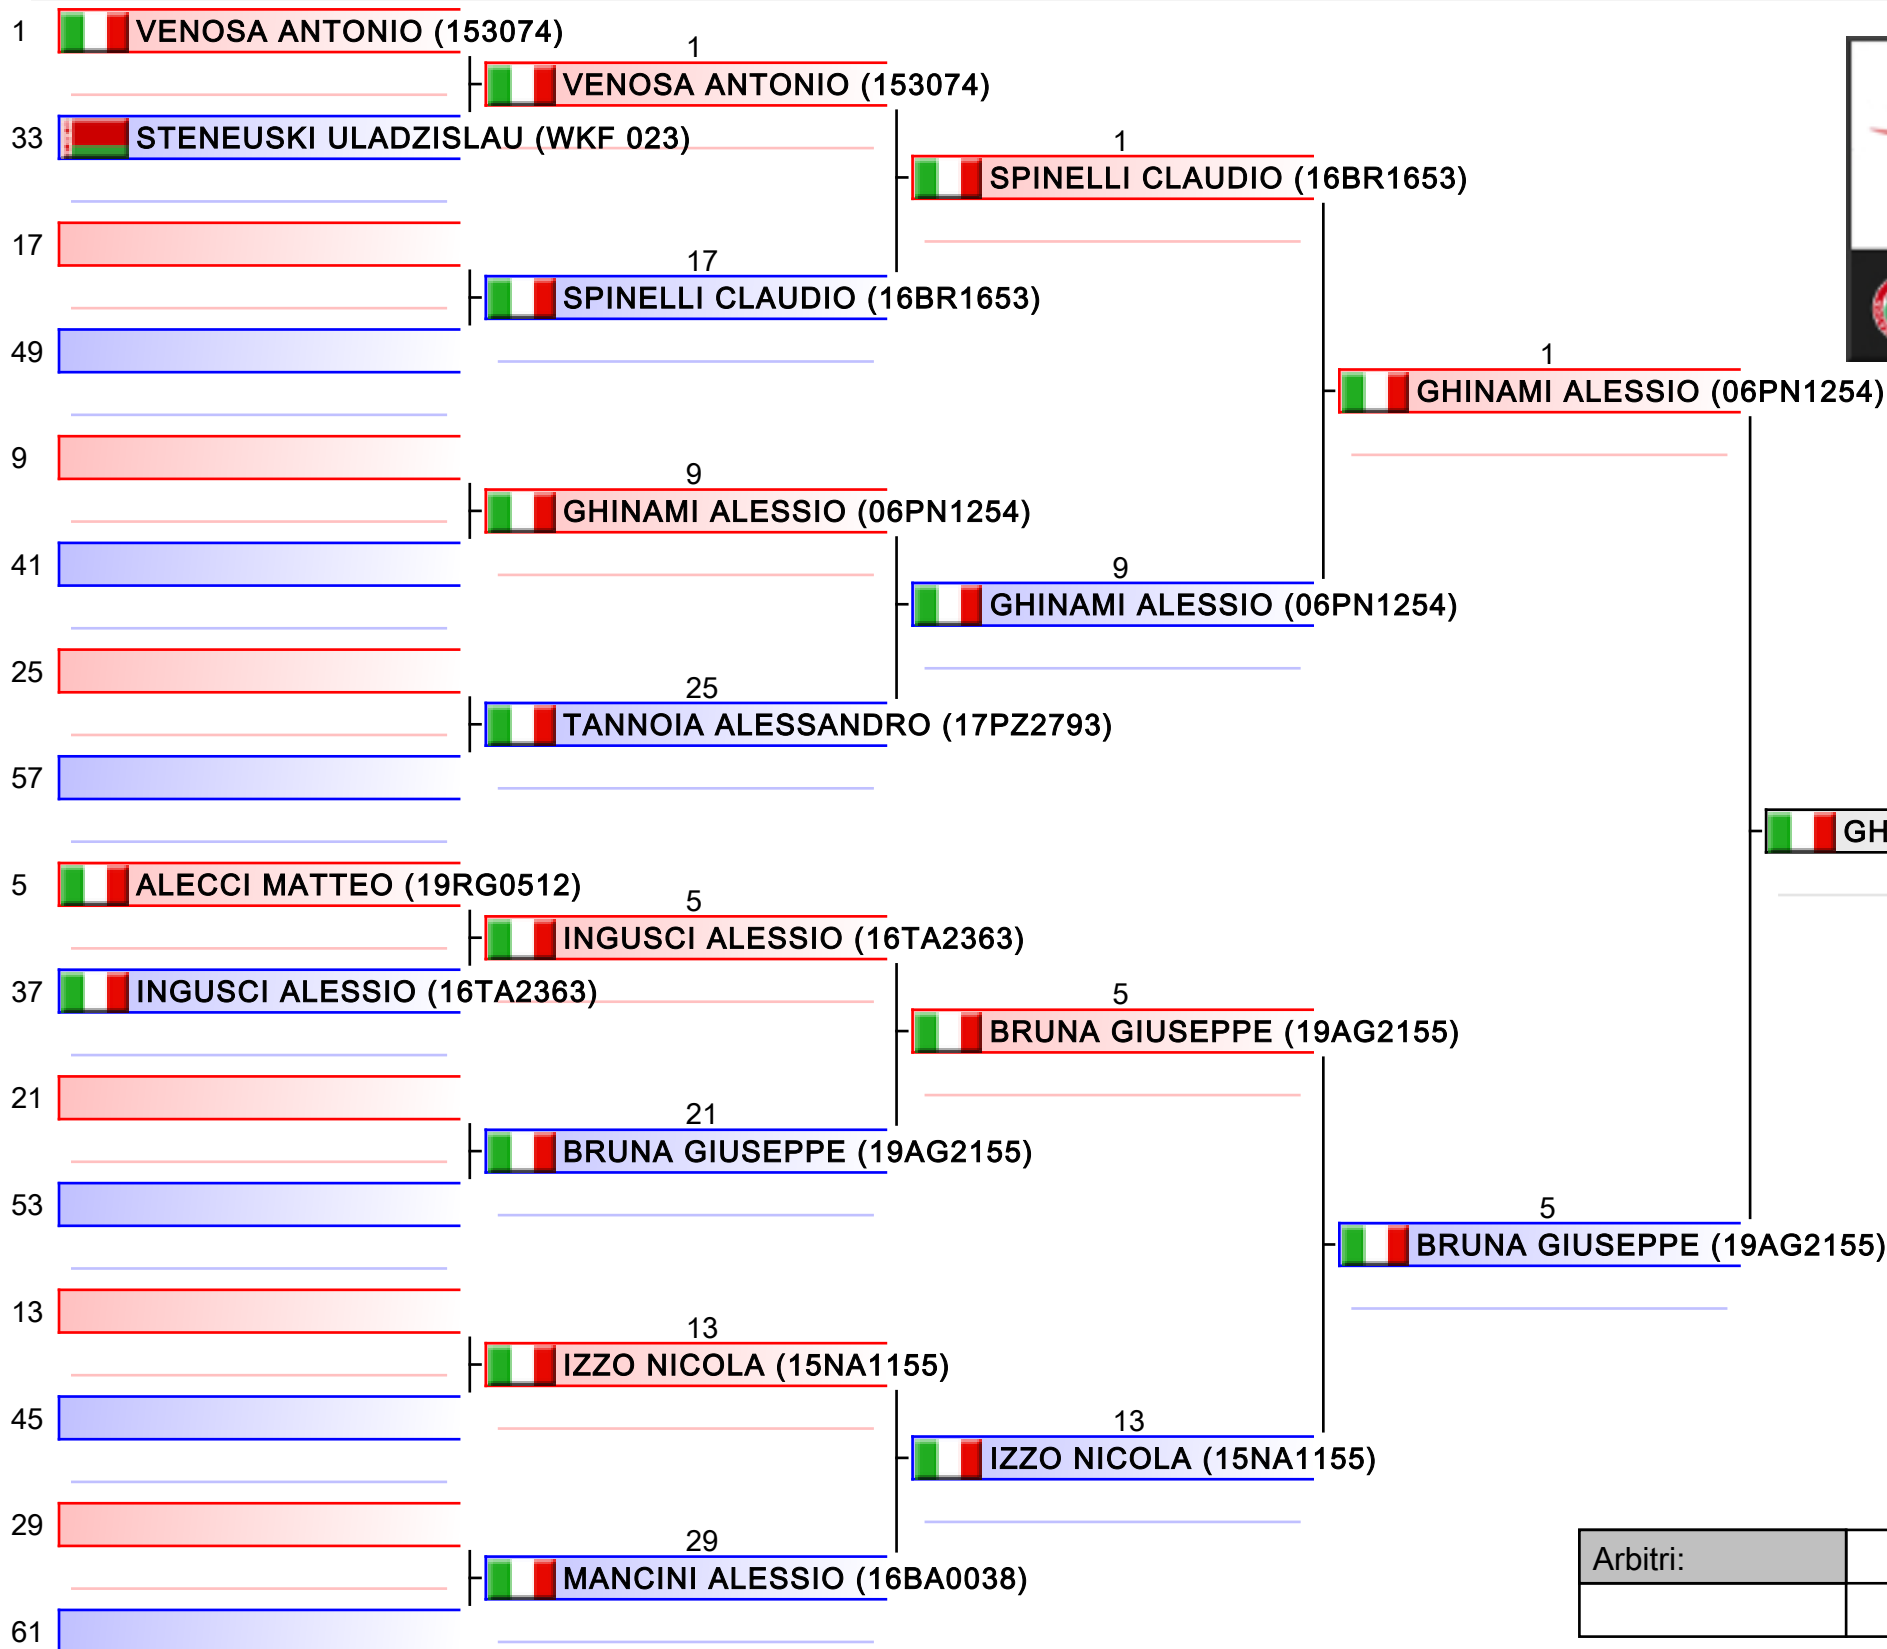 1 VENOSA ANTONIO (153074)
1
VENOSA ANTONIO (153074)
33 STENEUSKI ULADZISLAU (WKF 023)
1
SPINELLI CLAUDIO (16BR1653)
17
17
SPINELLI CLAUDIO (16BR1653)
49
1
GHINAMI ALESSIO (06PN1254)
9
9
GHINAMI ALESSIO (06PN1254)
41
9
GHINAMI ALESSIO (06PN1254)
25
25
TANNOIA ALESSANDRO (17PZ2793)
57
GH
5 ALECCI MATTEO (19RG0512)
5
INGUSCI ALESSIO (16TA2363)
37 INGUSCI ALESSIO (16TA2363)
5
BRUNA GIUSEPPE (19AG2155)
21
21
BRUNA GIUSEPPE (19AG2155)
53
5
BRUNA GIUSEPPE (19AG2155)
13
13
IZZO NICOLA (15NA1155)
45
13
IZZO NICOLA (15NA1155)
29
29
MANCINI ALESSIO (16BA0038)
Arbitri:
61